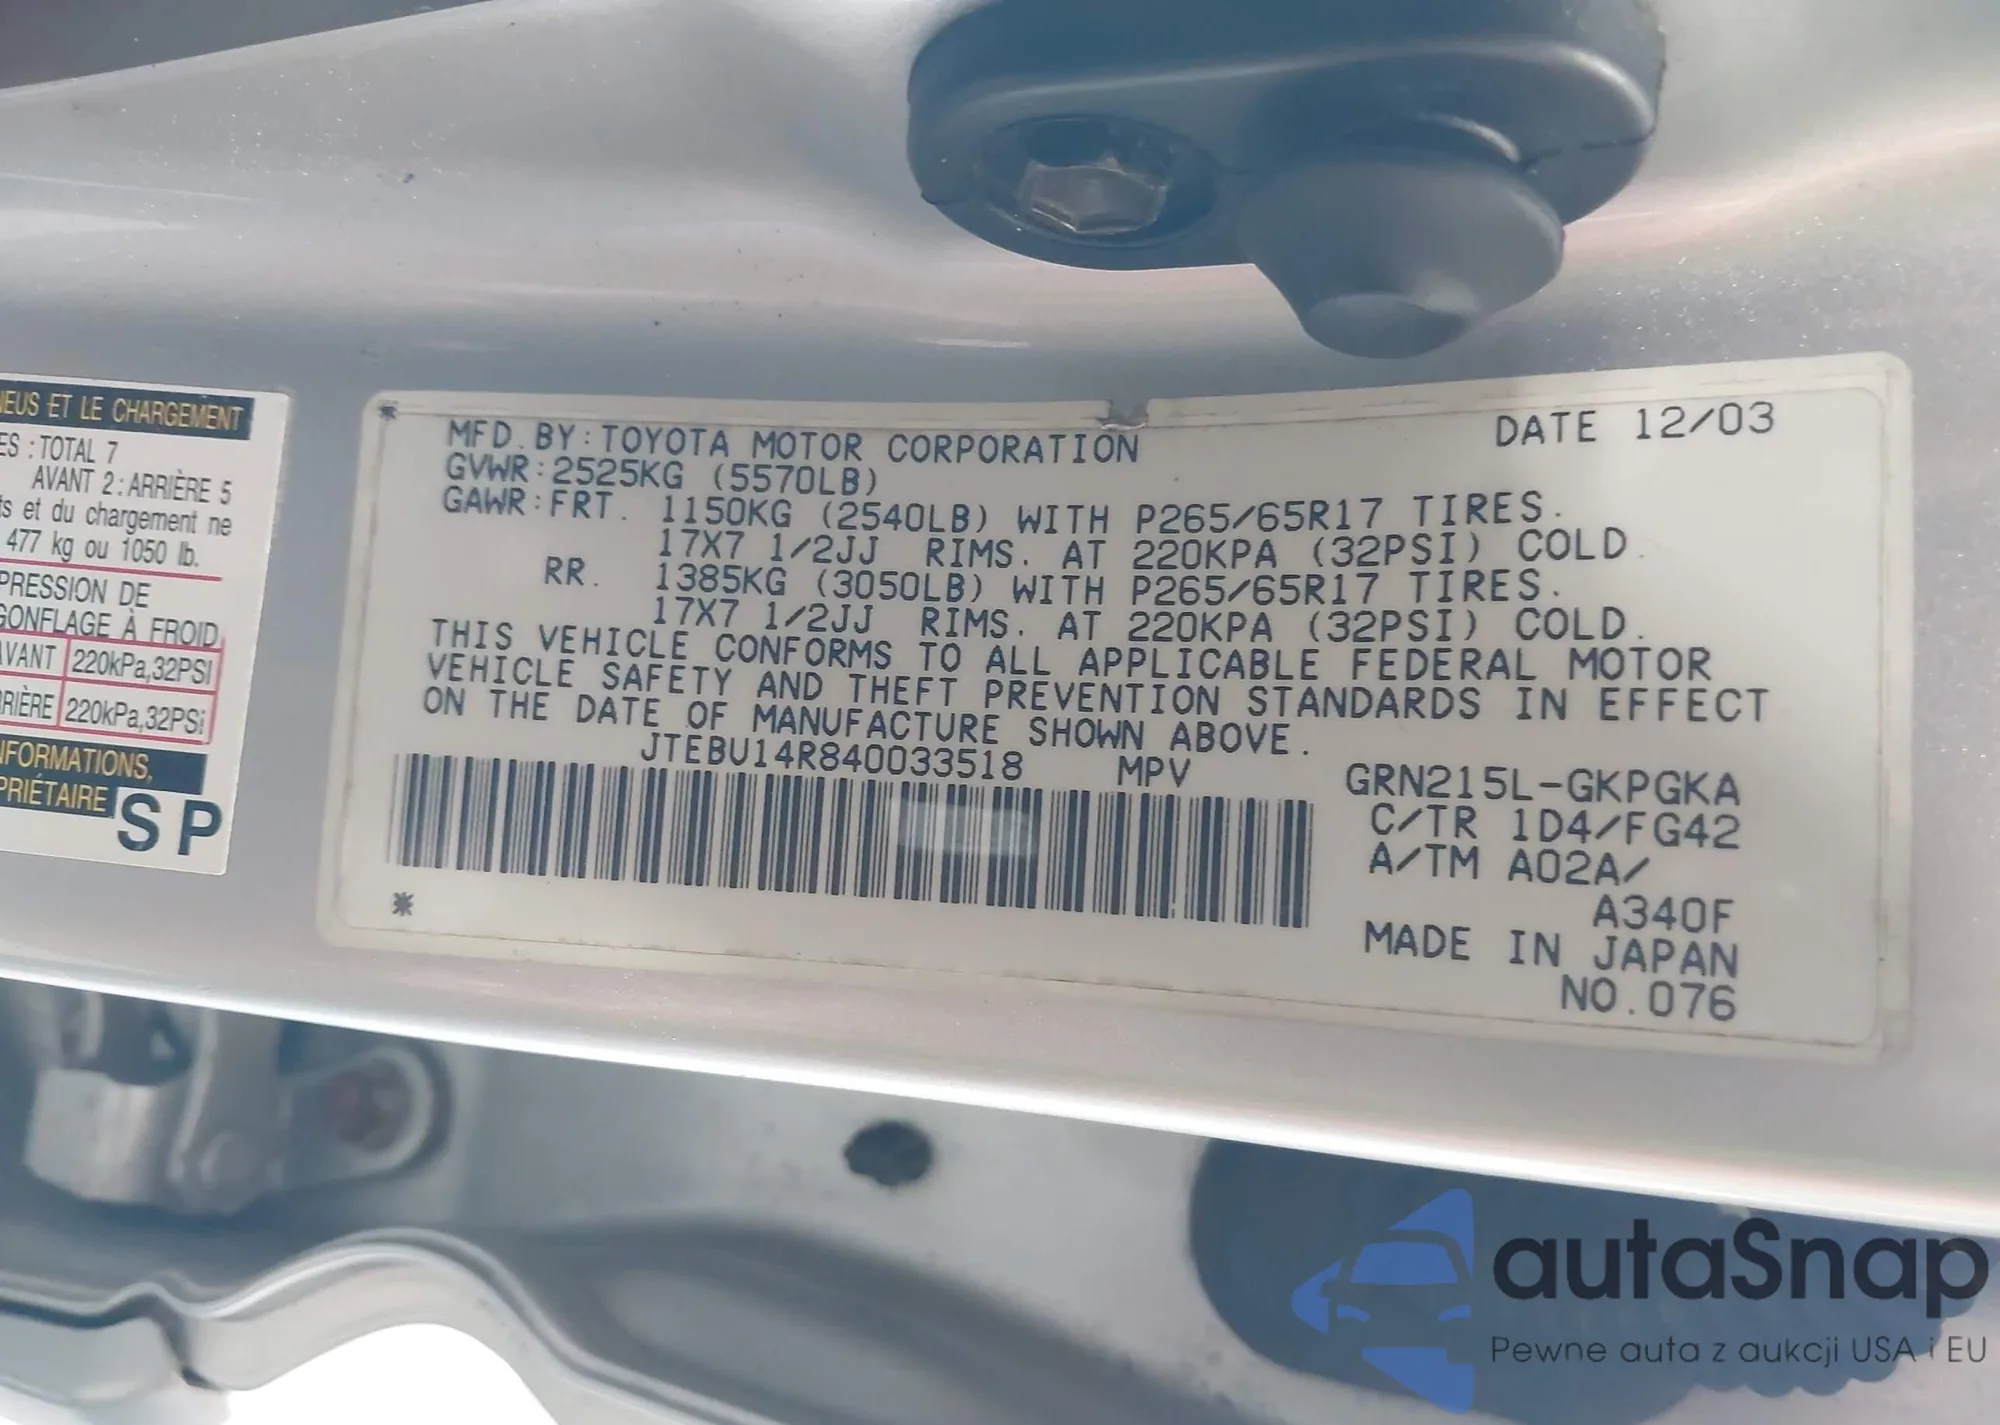 NEUS ET LE CHARGEMENT
ES : TOTAL 7
AVANT 2 : ARRIÈRE 5
ts et du chargement ne
477 kg ou 1050 lb.
PRESSION DE
GONFLAGE À FROID
AVANT 220kPa,32PSI
RRIÈRE 220kPa,32PSi
NFORMATIONS,
PRIÉTAIRE
SP
DATE 12/03
MFD. BY: TOYOTA MOTOR CORPORATION
GVWR: 2525KG (5570LB)
GAWR: FRT. 1150KG (2540LB) WITH P265/65R17 TIRES.
17X7 1/2JJ RIMS. AT 220KPA (32PSI) COLD.
RR. 1385KG (3050LB) WITH P265/65R17 TIRES.
17X7 1/2JJ RIMS. AT 220KPA (32PSI) COLD.
THIS VEHICLE CONFORMS TO ALL APPLICABLE FEDERAL MOTOR
VEHICLE SAFETY AND THEFT PREVENTION STANDARDS IN EFFECT
ON THE DATE OF MANUFACTURE SHOWN ABOVE.
JTEBU14R840033518 MPV
GRN215L-GKPGKA
C/TR 1D4/FG42
A/TM A02A/
A340F
MADE IN JAPAN
NO.076
autaSnap
Pewne auta z aukcji USA i EU